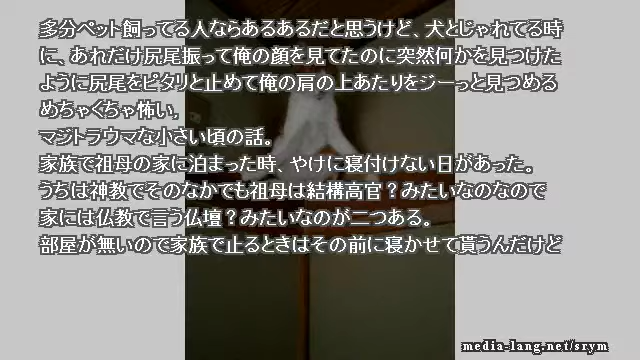 多分ペット飼ってる人ならあるあるだと思うけど、犬とじゃれてる時
に、あれだけ尻尾振って俺の顔を見てたのに突然何かを見つけた
ように尻尾をピタリと止めて俺の肩の上あたりをジーっと見つめる
めちゃくちゃ怖い,
マジトラウマな小さい頃の話。
家族で祖母の家に泊まった時、やけに寝付けない日があった。
うちは神教でそのなかでも祖母は結構高官？みたいなのなので
家には仏教で言う仏壇？みたいなのが二つある。
部屋が無いので家族で止るときはその前に寝かせて貰うんだけど
media-lang.net/srym